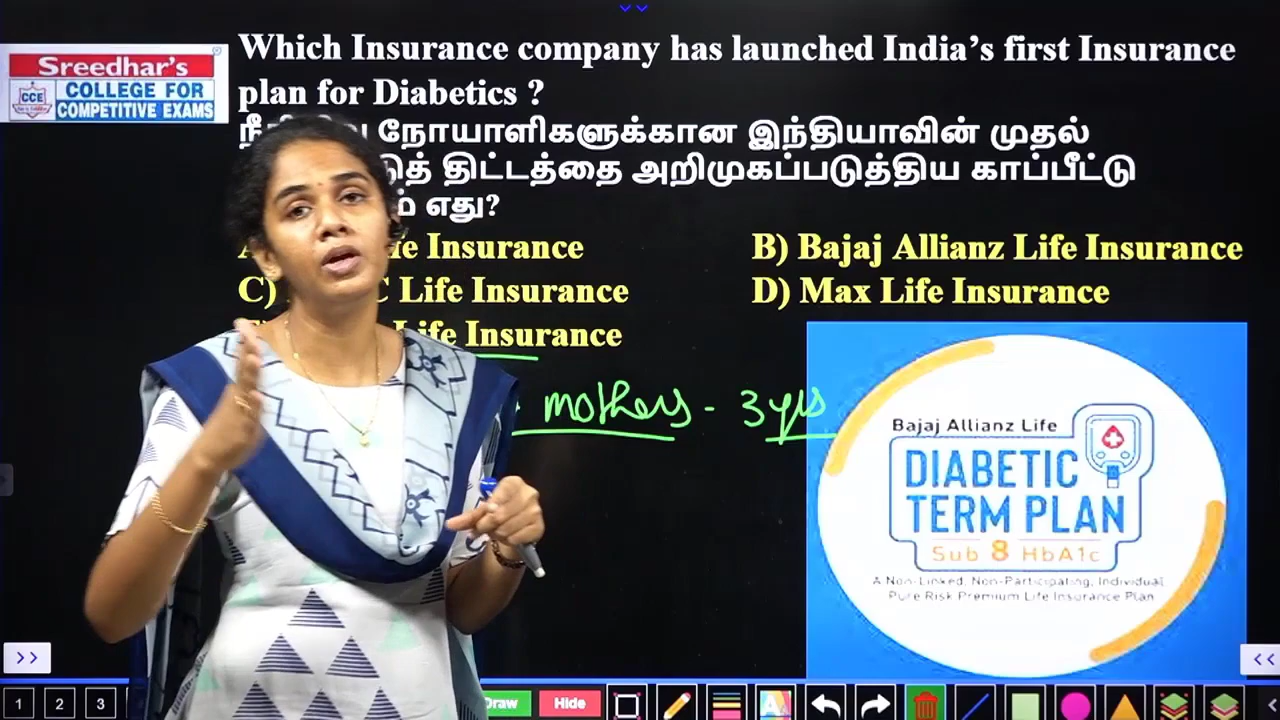 Sreedhar's
CCE
COLLEGE FOR
COMPETITIVE EXAMS
Which Insurance company has launched India's first Insurance
plan for Diabetics ?
நோயாளிகளுக்கான இந்தியாவின் முதல்
திட்டத்தை அறிமுகப்படுத்திய காப்பீட்டு
எது?
Insurance
B) Bajaj Allianz Life Insurance
C) Life Insurance
D) Max Life Insurance
Life Insurance
mothers - 3 yrs
Bajaj Allianz Life
DIABETIC
TERM PLAN
Sub 8 HbA1c
A Non-Linked, Non-Participating, Individual,
Pure Risk Premium Life Insurance Plan
>>
<<
1 2 3
Draw
Hide